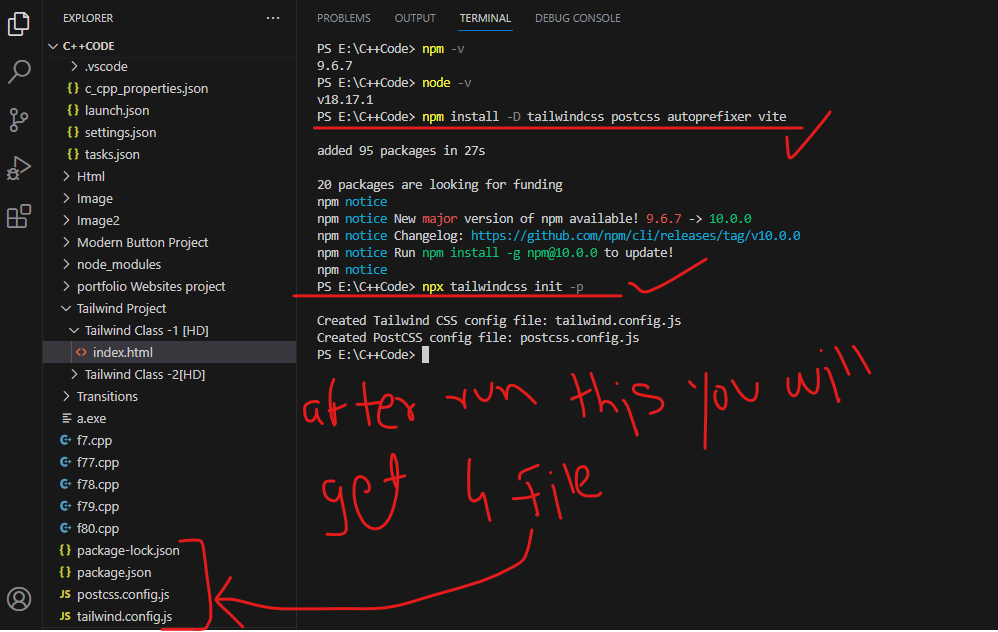 EXPLORER
C++CODE
.vscode
{} c_cpp_properties.json
{} launch.json
{} settings.json
{} tasks.json
Html
Image
Image2
Modern Button Project
node_modules
portfolio Websites project
Tailwind Project
Tailwind Class -1 [HD]
<> index.html
Tailwind Class -2[HD]
Transitions
a.exe
f7.cpp
f77.cpp
f78.cpp
f79.cpp
f80.cpp
{} package-lock.json
{} package.json
JS postcss.config.js
JS tailwind.config.js
PROBLEMS OUTPUT TERMINAL DEBUG CONSOLE
PS E:\C++Code> npm -v
9.6.7
PS E:\C++Code> node -v
v18.17.1
PS E:\C++Code> npm install -D tailwindcss postcss autoprefixer vite
added 95 packages in 27s
20 packages are looking for funding
npm notice
npm notice New major version of npm available! 9.6.7 -> 10.0.0
npm notice Changelog: https://github.com/npm/cli/releases/tag/v10.0.0
npm notice Run npm install -g npm@10.0.0 to update!
npm notice
PS E:\C++Code> npx tailwindcss init -p
Created Tailwind CSS config file: tailwind.config.js
Created PostCSS config file: postcss.config.js
PS E:\C++Code>
after run this you will
got 4 file